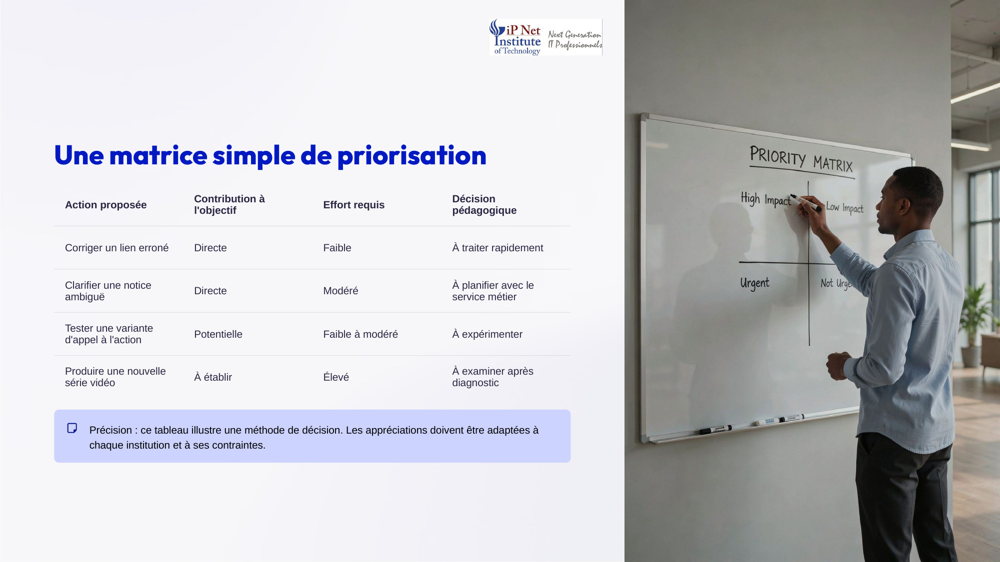 iP Net
Institute
of Technology
Next Generation
IT Professionnels
Une matrice simple de priorisation
Action proposée
Contribution à
l'objectif
Effort requis
Décision
pédagogique
Corriger un lien erroné
Directe
Faible
À traiter rapidement
Clarifier une notice
ambiguë
Directe
Modéré
À planifier avec le
service métier
Tester une variante
d'appel à l'action
Potentielle
Faible à modéré
À expérimenter
Produire une nouvelle
série vidéo
À établir
Élevé
À examiner après
diagnostic
Précision : ce tableau illustre une méthode de décision. Les appréciations doivent être adaptées à
chaque institution et à ses contraintes.
PRIORITY MATRIX
High Impact
Low Impact
Urgent
Not